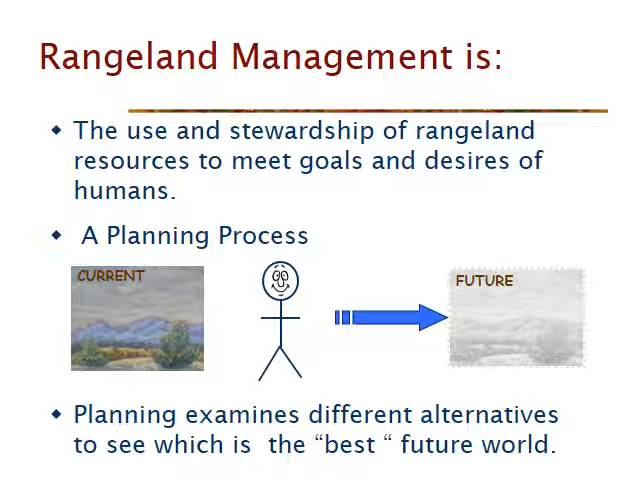 Rangeland Management is:
◆ The use and stewardship of rangeland
resources to meet goals and desires of
humans.
◆ A Planning Process
CURRENT
FUTURE
◆ Planning examines different alternatives
to see which is  the “best “ future world.